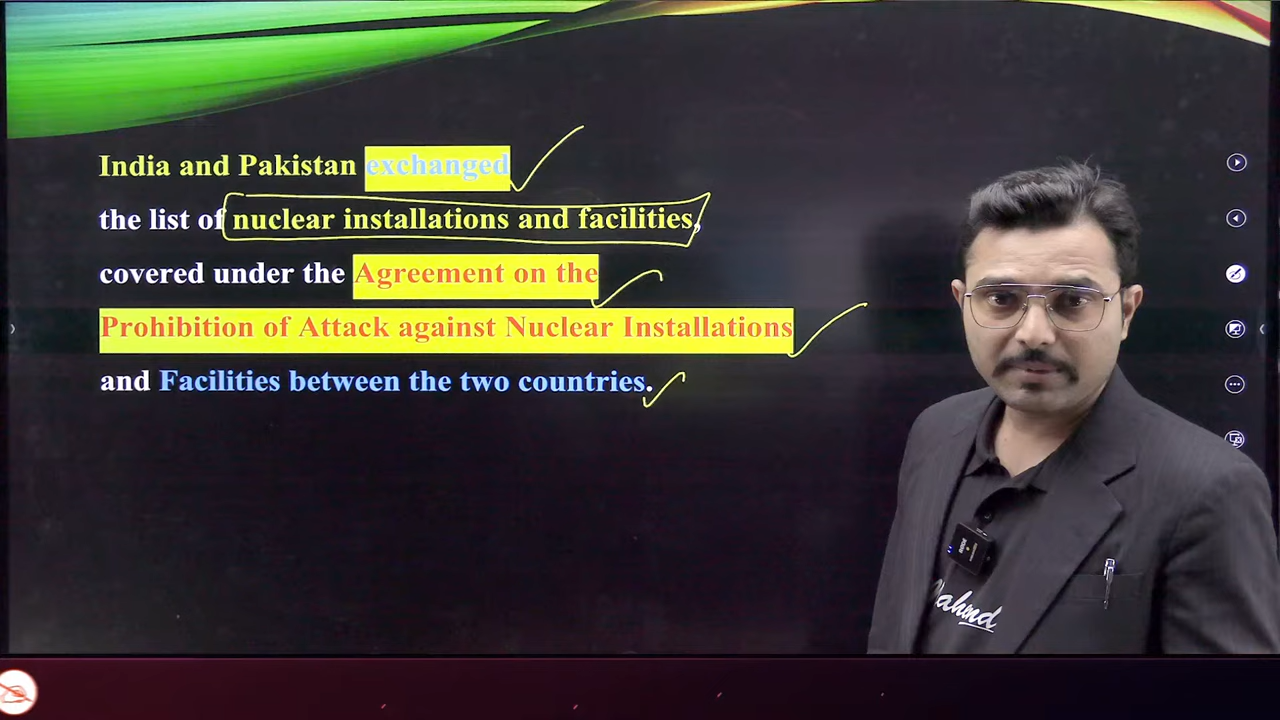 India and Pakistan exchanged
the list of nuclear installations and facilities,
covered under the Agreement on the
Prohibition of Attack against Nuclear Installations
and Facilities between the two countries.